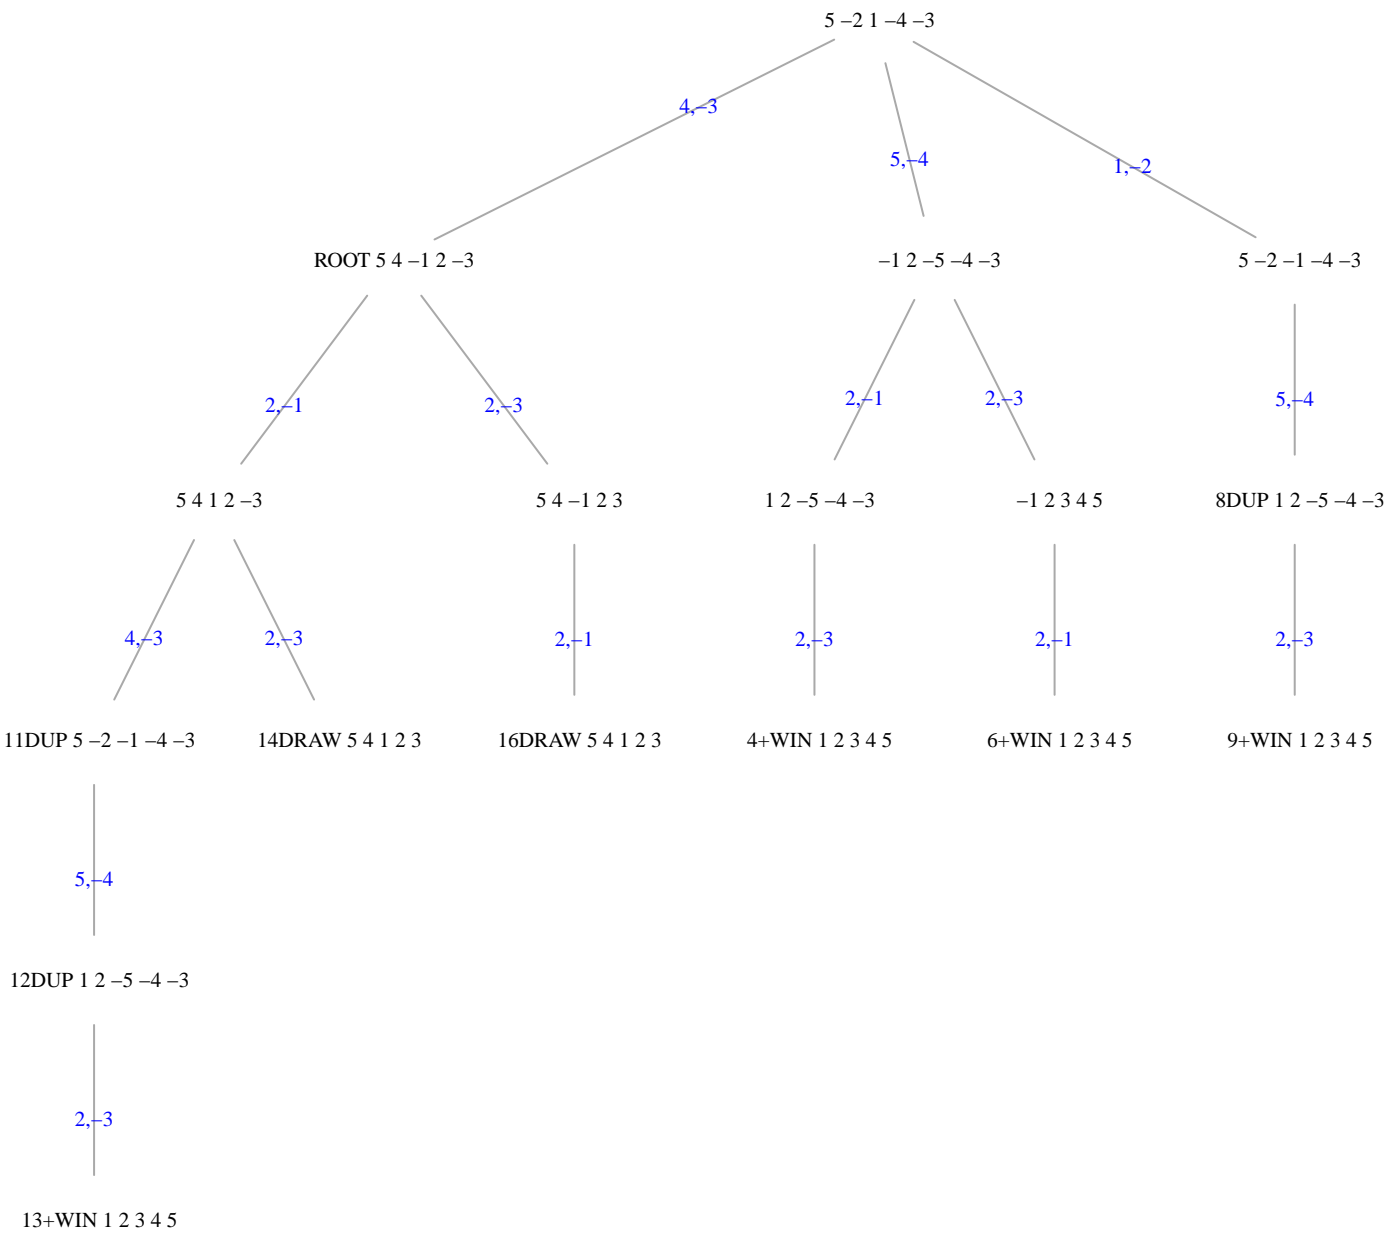 5 –2 1 –4 –3
4,–3
5,–4
1,–2
ROOT 5 4 –1 2 –3
–1 2 –5 –4 –3
5 –2 –1 –4 –3
2,–1
2,–3
2,–1
2,–3
5,–4
5 4 1 2 –3
5 4 –1 2 3
1 2 –5 –4 –3
–1 2 3 4 5
8DUP 1 2 –5 –4 –3
4,–3
2,–3
2,–1
2,–3
2,–1
2,–3
11DUP 5 –2 –1 –4 –3
14DRAW 5 4 1 2 3
16DRAW 5 4 1 2 3
4+WIN 1 2 3 4 5
6+WIN 1 2 3 4 5
9+WIN 1 2 3 4 5
5,–4
12DUP 1 2 –5 –4 –3
2,–3
13+WIN 1 2 3 4 5